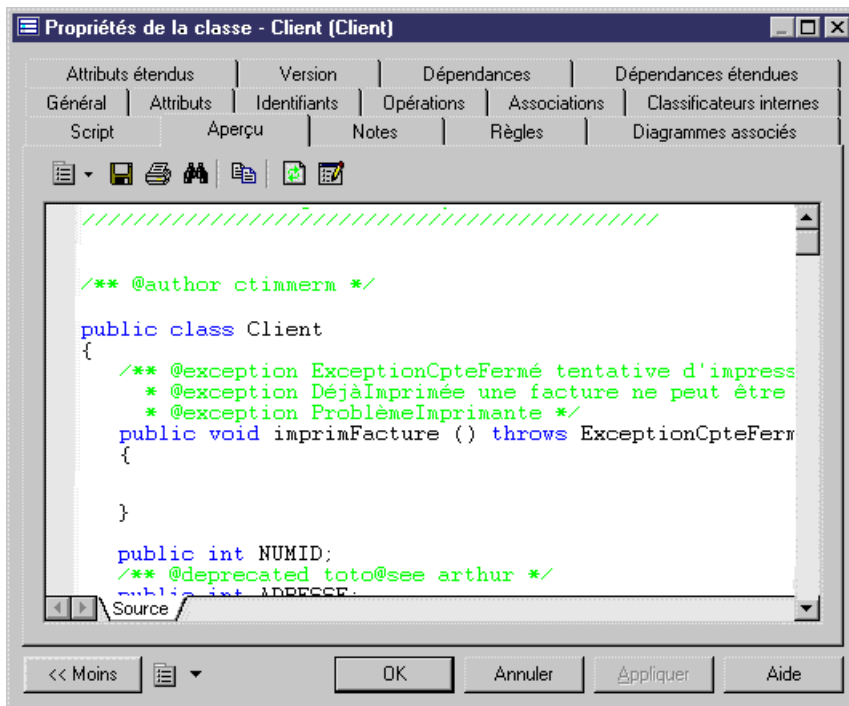 Propriétés de la classe - Client (Client)
Attributs étendus Version Dépendances Dépendances étendues
Général Attributs Identifiants Opérations Associations Classificateurs internes
Script Aperçu Notes Règles Diagrammes associés
/////////////////////////////////////////////
/** @author ctimmerm */
public class Client
{
/** @exception ExceptionCpteFermé tentative d'impress
* @exception DéjàImprimée une facture ne peut être
* @exception ProblèmeImprimante */
public void imprimFacture () throws ExceptionCpteFerm
{
}
public int NUMID;
/** @deprecated toto@see arthur */
public int ADRESSE;
Source
<< Moins OK Annuler Appliquer Aide